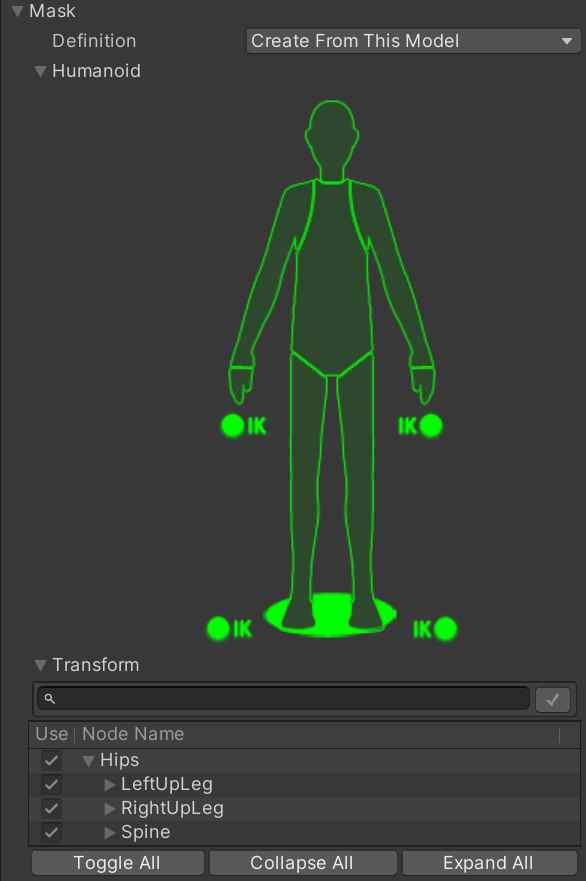 Mask
Definition Create From This Model
Humanoid
IK IK
IK IK
Transform
Use Node Name
Hips
LeftUpLeg
RightUpLeg
Spine
Toggle All Collapse All Expand All